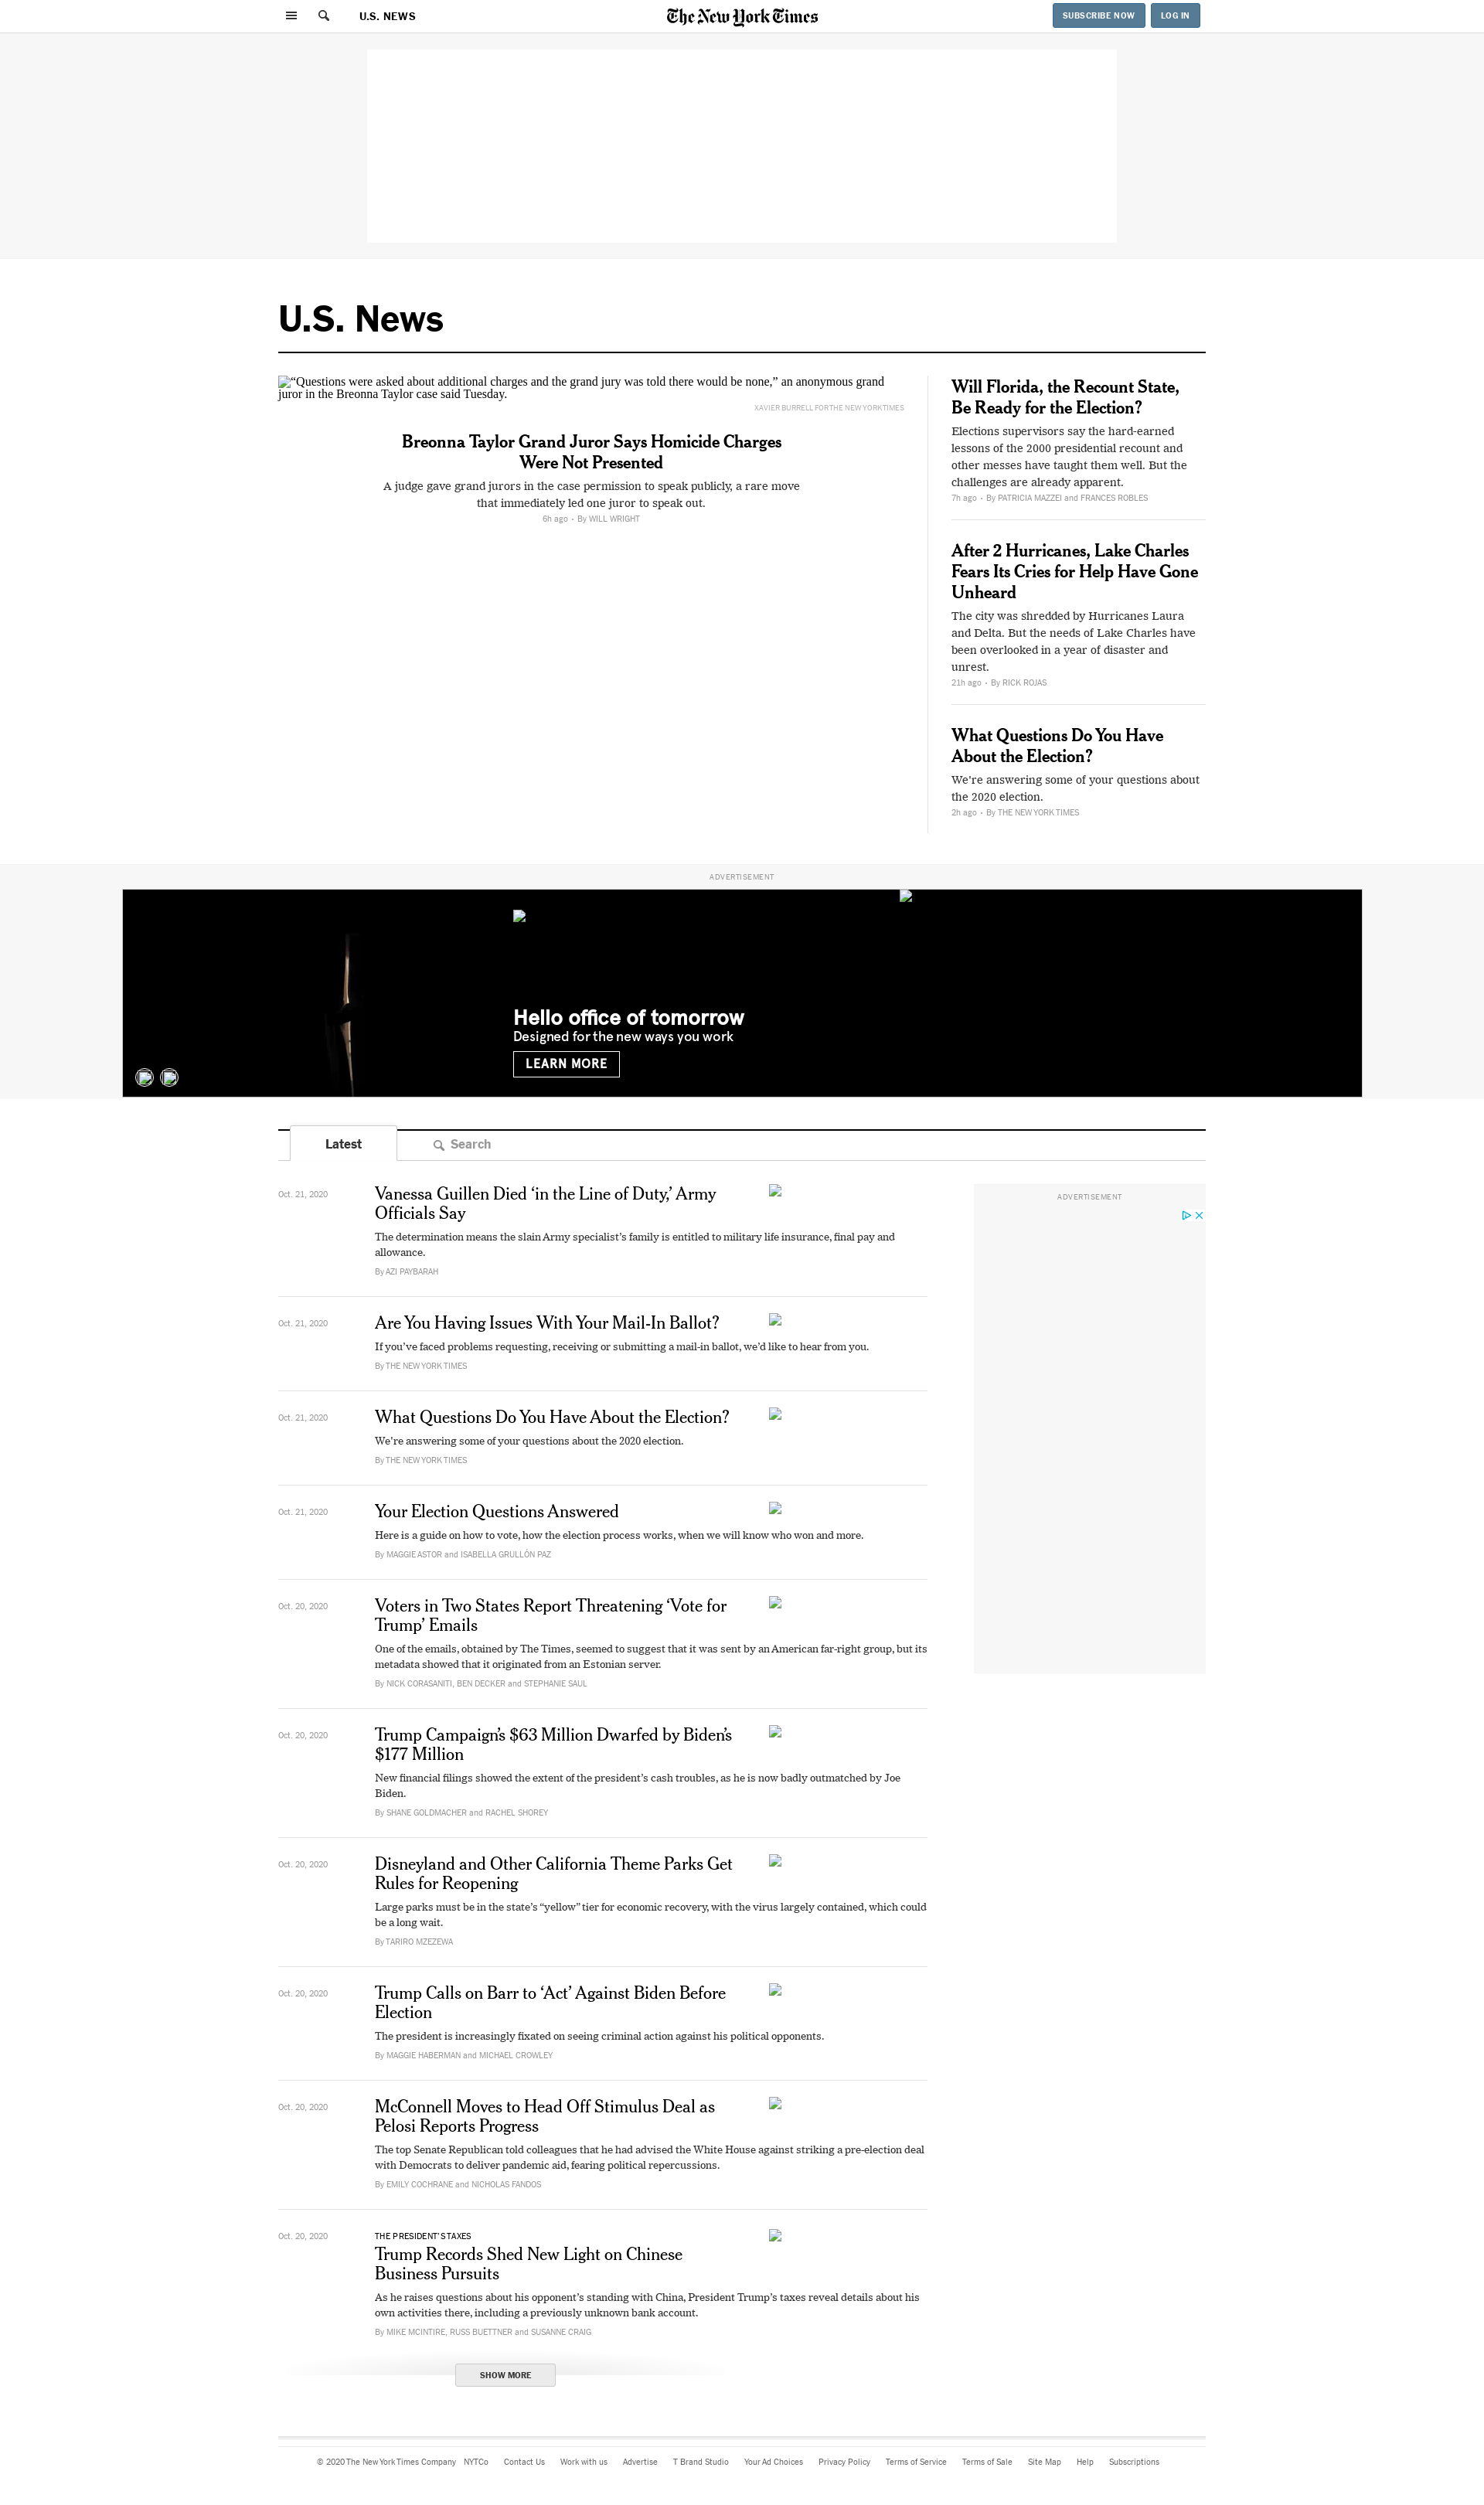 U.S. NEWS
The New York Times
SUBSCRIBE NOW
LOG IN
U.S. News
“Questions were asked about additional charges and the grand jury was told there would be none,” an anonymous grand
juror in the Breonna Taylor case said Tuesday.
XAVIER BURRELL FOR THE NEW YORK TIMES
Breonna Taylor Grand Juror Says Homicide Charges
Were Not Presented
A judge gave grand jurors in the case permission to speak publicly, a rare move
that immediately led one juror to speak out.
6h ago • By WILL WRIGHT
Will Florida, the Recount State,
Be Ready for the Election?
Elections supervisors say the hard-earned
lessons of the 2000 presidential recount and
other messes have taught them well. But the
challenges are already apparent.
7h ago • By PATRICIA MAZZEI and FRANCES ROBLES
After 2 Hurricanes, Lake Charles
Fears Its Cries for Help Have Gone
Unheard
The city was shredded by Hurricanes Laura
and Delta. But the needs of Lake Charles have
been overlooked in a year of disaster and
unrest.
21h ago • By RICK ROJAS
What Questions Do You Have
About the Election?
We’re answering some of your questions about
the 2020 election.
2h ago • By THE NEW YORK TIMES
ADVERTISEMENT
Hello office of tomorrow
Designed for the new ways you work
LEARN MORE
Latest
Search
Oct. 21, 2020
Vanessa Guillen Died ‘in the Line of Duty,’ Army
Officials Say
The determination means the slain Army specialist’s family is entitled to military life insurance, final pay and
allowance.
By AZI PAYBARAH
ADVERTISEMENT
Oct. 21, 2020
Are You Having Issues With Your Mail-In Ballot?
If you’ve faced problems requesting, receiving or submitting a mail-in ballot, we’d like to hear from you.
By THE NEW YORK TIMES
Oct. 21, 2020
What Questions Do You Have About the Election?
We’re answering some of your questions about the 2020 election.
By THE NEW YORK TIMES
Oct. 21, 2020
Your Election Questions Answered
Here is a guide on how to vote, how the election process works, when we will know who won and more.
By MAGGIE ASTOR and ISABELLA GRULLÓN PAZ
Oct. 20, 2020
Voters in Two States Report Threatening ‘Vote for
Trump’ Emails
One of the emails, obtained by The Times, seemed to suggest that it was sent by an American far-right group, but its
metadata showed that it originated from an Estonian server.
By NICK CORASANITI, BEN DECKER and STEPHANIE SAUL
Oct. 20, 2020
Trump Campaign’s $63 Million Dwarfed by Biden’s
$177 Million
New financial filings showed the extent of the president’s cash troubles, as he is now badly outmatched by Joe
Biden.
By SHANE GOLDMACHER and RACHEL SHOREY
Oct. 20, 2020
Disneyland and Other California Theme Parks Get
Rules for Reopening
Large parks must be in the state’s “yellow” tier for economic recovery, with the virus largely contained, which could
be a long wait.
By TARIRO MZEZEWA
Oct. 20, 2020
Trump Calls on Barr to ‘Act’ Against Biden Before
Election
The president is increasingly fixated on seeing criminal action against his political opponents.
By MAGGIE HABERMAN and MICHAEL CROWLEY
Oct. 20, 2020
McConnell Moves to Head Off Stimulus Deal as
Pelosi Reports Progress
The top Senate Republican told colleagues that he had advised the White House against striking a pre-election deal
with Democrats to deliver pandemic aid, fearing political repercussions.
By EMILY COCHRANE and NICHOLAS FANDOS
Oct. 20, 2020
THE PRESIDENT’S TAXES
Trump Records Shed New Light on Chinese
Business Pursuits
As he raises questions about his opponent’s standing with China, President Trump’s taxes reveal details about his
own activities there, including a previously unknown bank account.
By MIKE MCINTIRE, RUSS BUETTNER and SUSANNE CRAIG
SHOW MORE
© 2020 The New York Times Company NYTCo Contact Us Work with us Advertise T Brand Studio Your Ad Choices Privacy Policy Terms of Service Terms of Sale Site Map Help Subscriptions